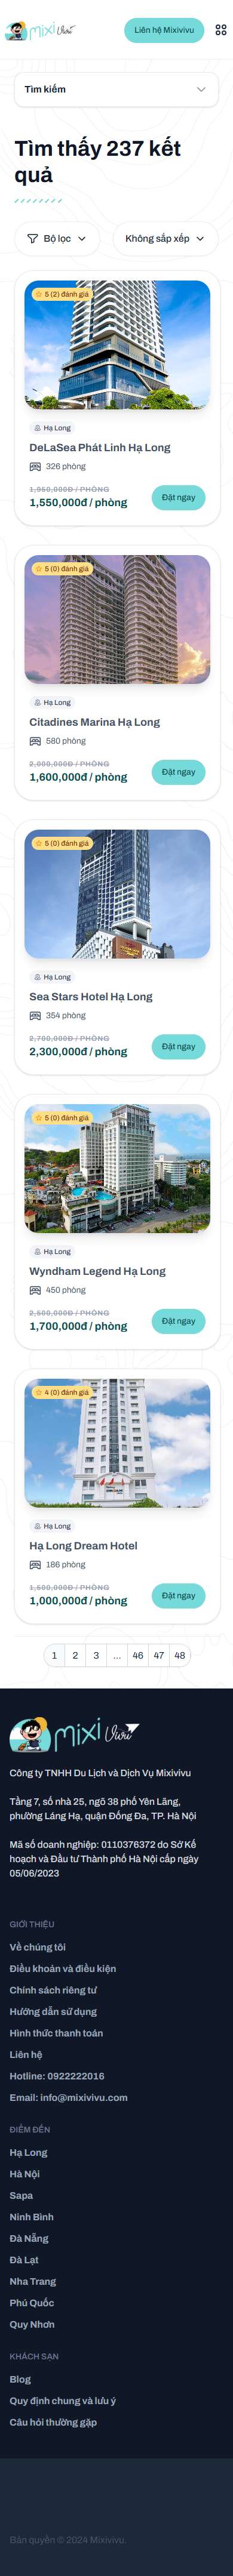 mixi Vivu
Liên hệ Mixivivu
Tìm kiếm
Tìm thấy 237 kết
quả
Bộ lọc
Không sắp xếp
5 (2) đánh giá
Hạ Long
DeLaSea Phát Linh Hạ Long
326 phòng
1,950,000Đ / PHÒNG
1,550,000đ / phòng
Đặt ngay
5 (0) đánh giá
Hạ Long
Citadines Marina Hạ Long
580 phòng
2,000,000Đ / PHÒNG
1,600,000đ / phòng
Đặt ngay
5 (0) đánh giá
Hạ Long
Sea Stars Hotel Hạ Long
354 phòng
2,700,000Đ / PHÒNG
2,300,000đ / phòng
Đặt ngay
5 (0) đánh giá
Hạ Long
Wyndham Legend Hạ Long
450 phòng
1,700,000đ / phòng
Đặt ngay
4 (0) đánh giá
Hạ Long
Hạ Long Dream Hotel
186 phòng
1,500,000Đ / PHÒNG
1,000,000đ / phòng
Đặt ngay
1 2 3 ... 46 47 48
mixi Vivu
Công ty TNHH Du Lịch và Dịch Vụ Mixivivu
Tầng 7, số nhà 25, ngõ 38 phố Yên Lãng,
phường Láng Hạ, quận Đống Đa, TP. Hà Nội
Mã số doanh nghiệp: 0110376372 do Sở Kế
hoạch và Đầu tư Thành phố Hà Nội cấp ngày
05/06/2023
GIỚI THIỆU
Về chúng tôi
Điều khoản và điều kiện
Chính sách riêng tư
Hướng dẫn sử dụng
Hình thức thanh toán
Liên hệ
Hotline: 0922222016
Email: info@mixivivu.com
ĐIỂM ĐẾN
Hạ Long
Hà Nội
Sapa
Ninh Bình
Đà Nẵng
Đà Lạt
Nha Trang
Phú Quốc
Quy Nhơn
KHÁCH SẠN
Blog
Quy định chung và lưu ý
Câu hỏi thường gặp
Bản quyền © 2024 Mixivivu.